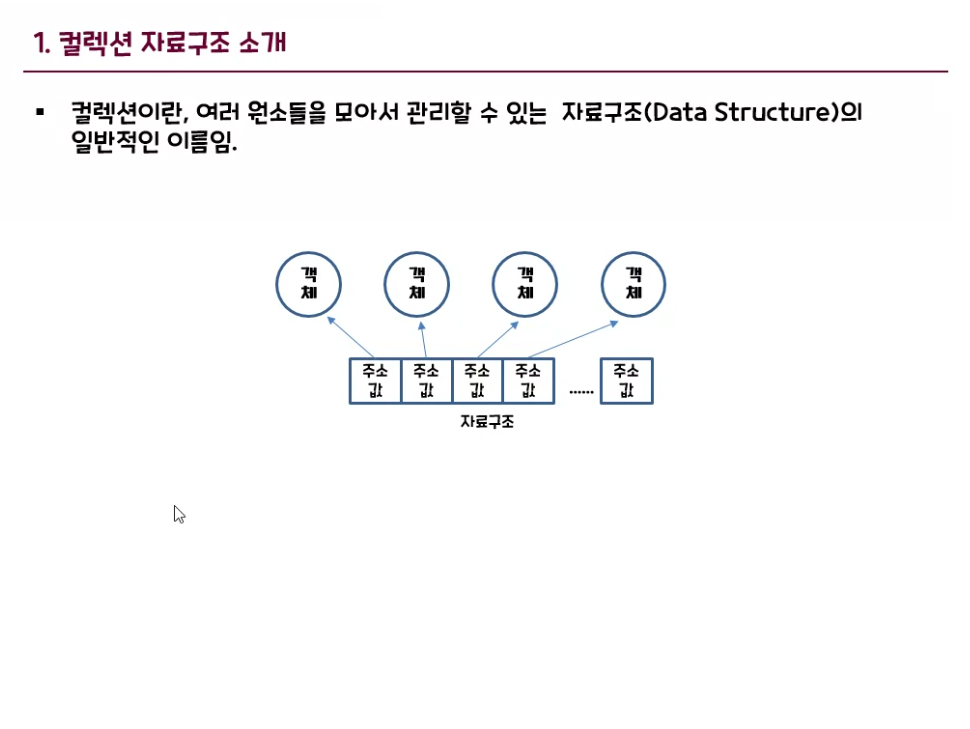 1. 컬렉션 자료구조 소개
▪ 컬렉션이란, 여러 원소들을 모아서 관리할 수 있는 자료구조(Data Structure)의
일반적인 이름임.
객 객 객 객
체 체 체 체
주소 주소 주소 주소 주소
값 값 값 값 ...... 값
자료구조